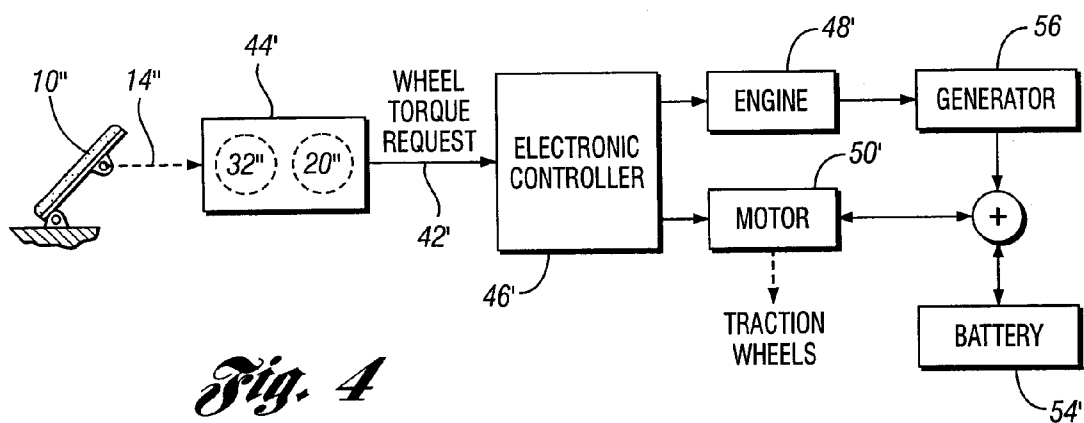 10"
14"
44'
32"
20"
WHEEL
TORQUE
REQUEST
42'
ELECTRONIC
CONTROLLER
46'
48'
ENGINE
56
GENERATOR
50'
MOTOR
+
TRACTION
WHEELS
BATTERY
54'
Fig. 4